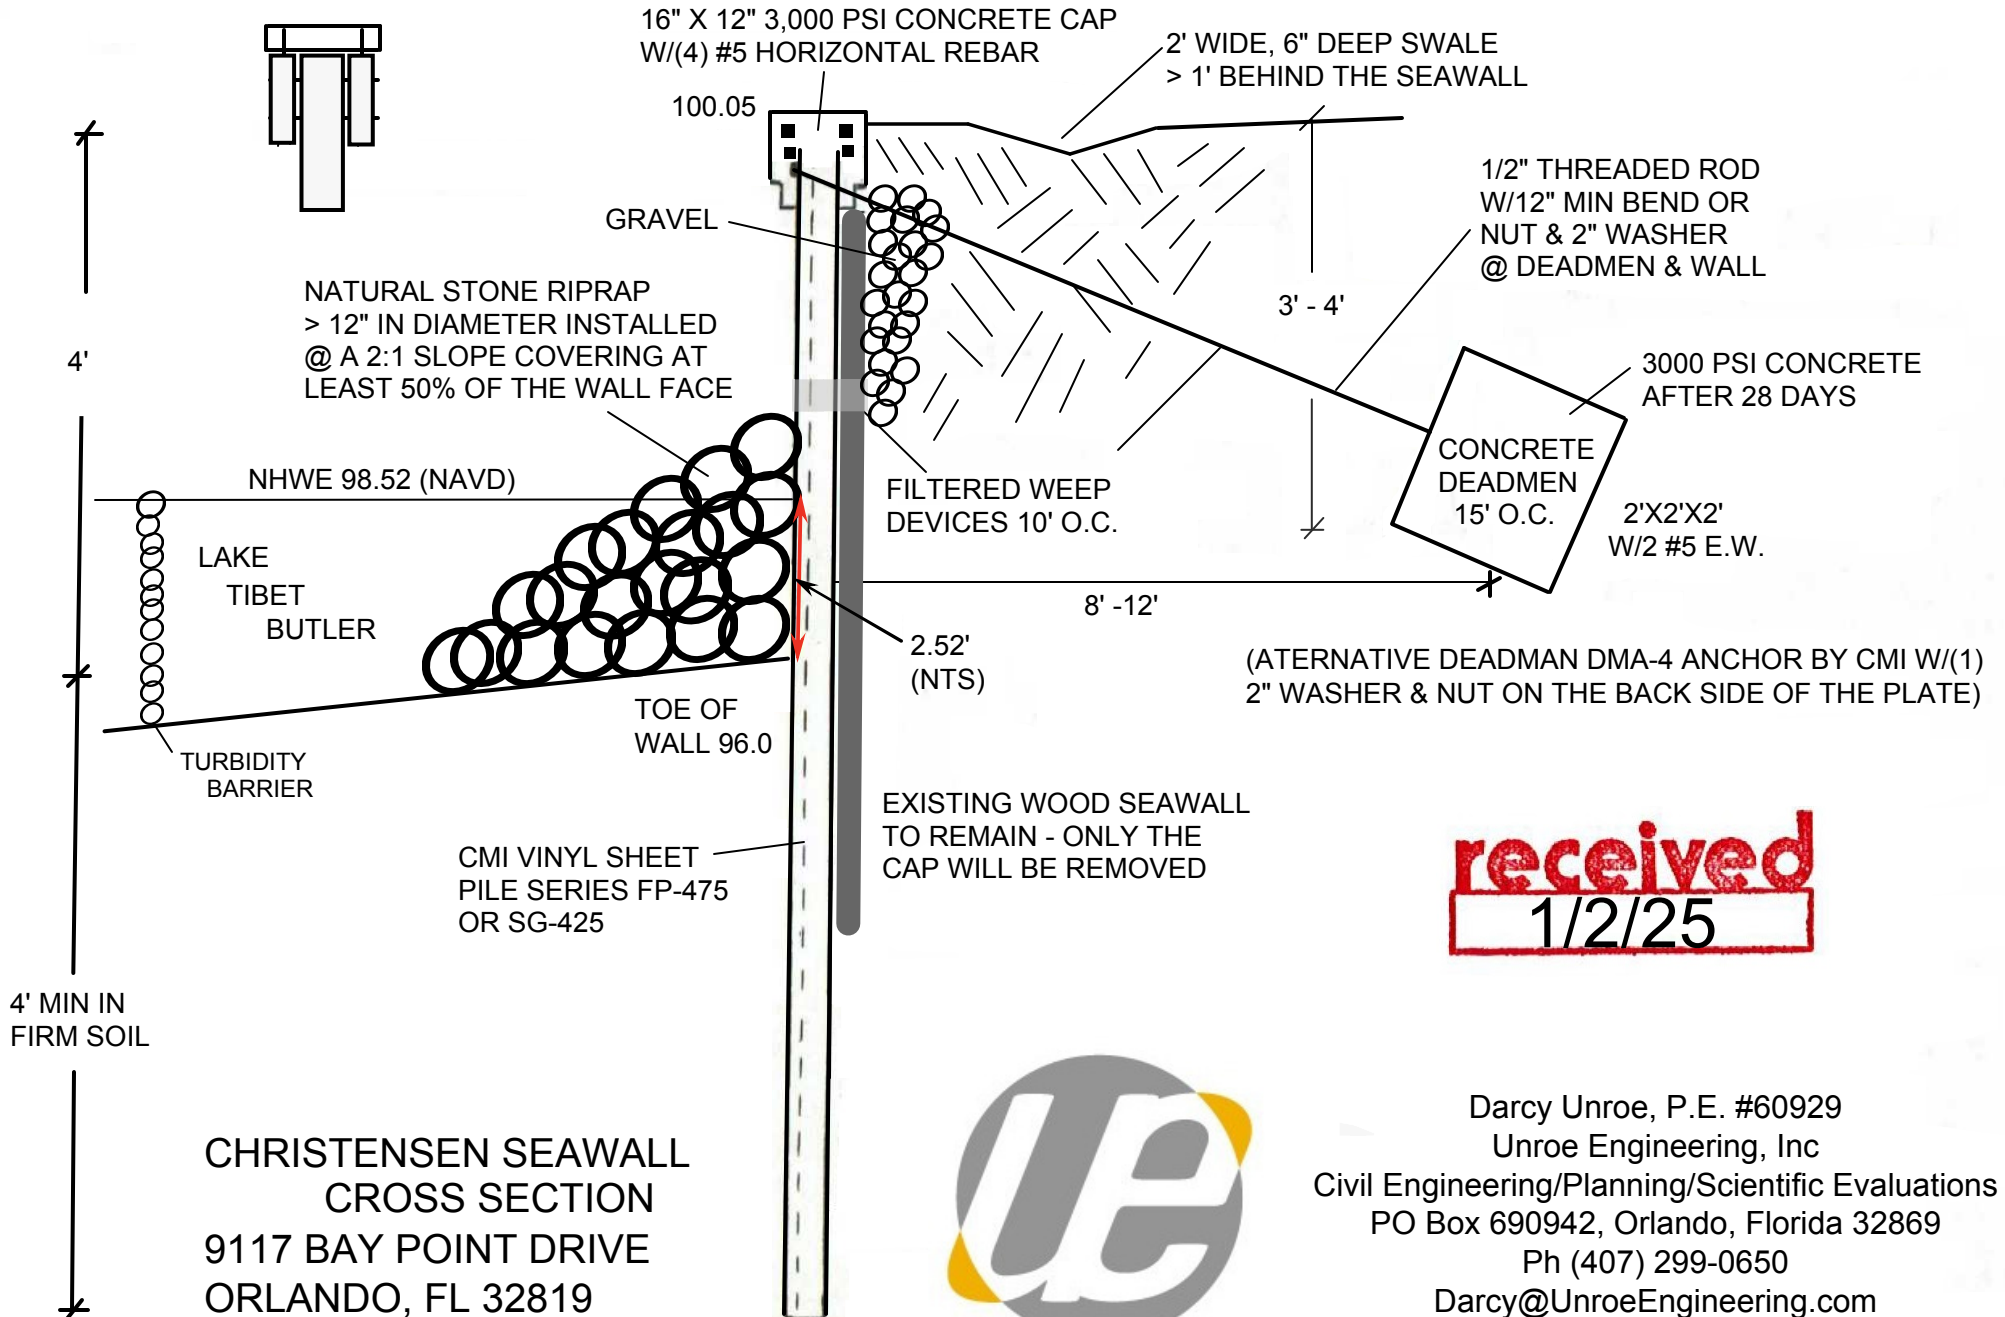 16" X 12" 3,000 PSI CONCRETE CAP
W/(4) #5 HORIZONTAL REBAR
2' WIDE, 6" DEEP SWALE
> 1' BEHIND THE SEAWALL
100.05
1/2" THREADED ROD
W/12" MIN BEND OR
NUT & 2" WASHER
@ DEADMEN & WALL
GRAVEL
NATURAL STONE RIPRAP
> 12" IN DIAMETER INSTALLED
@ A 2:1 SLOPE COVERING AT
LEAST 50% OF THE WALL FACE
3' - 4'
4'
3000 PSI CONCRETE
AFTER 28 DAYS
CONCRETE
DEADMEN
15' O.C.
NHWE 98.52 (NAVD)
FILTERED WEEP
DEVICES 10' O.C.
2'X2'X2'
W/2 #5 E.W.
LAKE
TIBET
BUTLER
8' -12'
2.52'
(NTS)
(ATERNATIVE DEADMAN DMA-4 ANCHOR BY CMI W/(1)
2" WASHER & NUT ON THE BACK SIDE OF THE PLATE)
TOE OF
WALL 96.0
TURBIDITY
BARRIER
EXISTING WOOD SEAWALL
TO REMAIN - ONLY THE
CAP WILL BE REMOVED
CMI VINYL SHEET
PILE SERIES FP-475
OR SG-425
received
1/2/25
4' MIN IN
FIRM SOIL
CHRISTENSEN SEAWALL
CROSS SECTION
9117 BAY POINT DRIVE
ORLANDO, FL 32819
ue
Darcy Unroe, P.E. #60929
Unroe Engineering, Inc
Civil Engineering/Planning/Scientific Evaluations
PO Box 690942, Orlando, Florida 32869
Ph (407) 299-0650
Darcy@UnroeEngineering.com